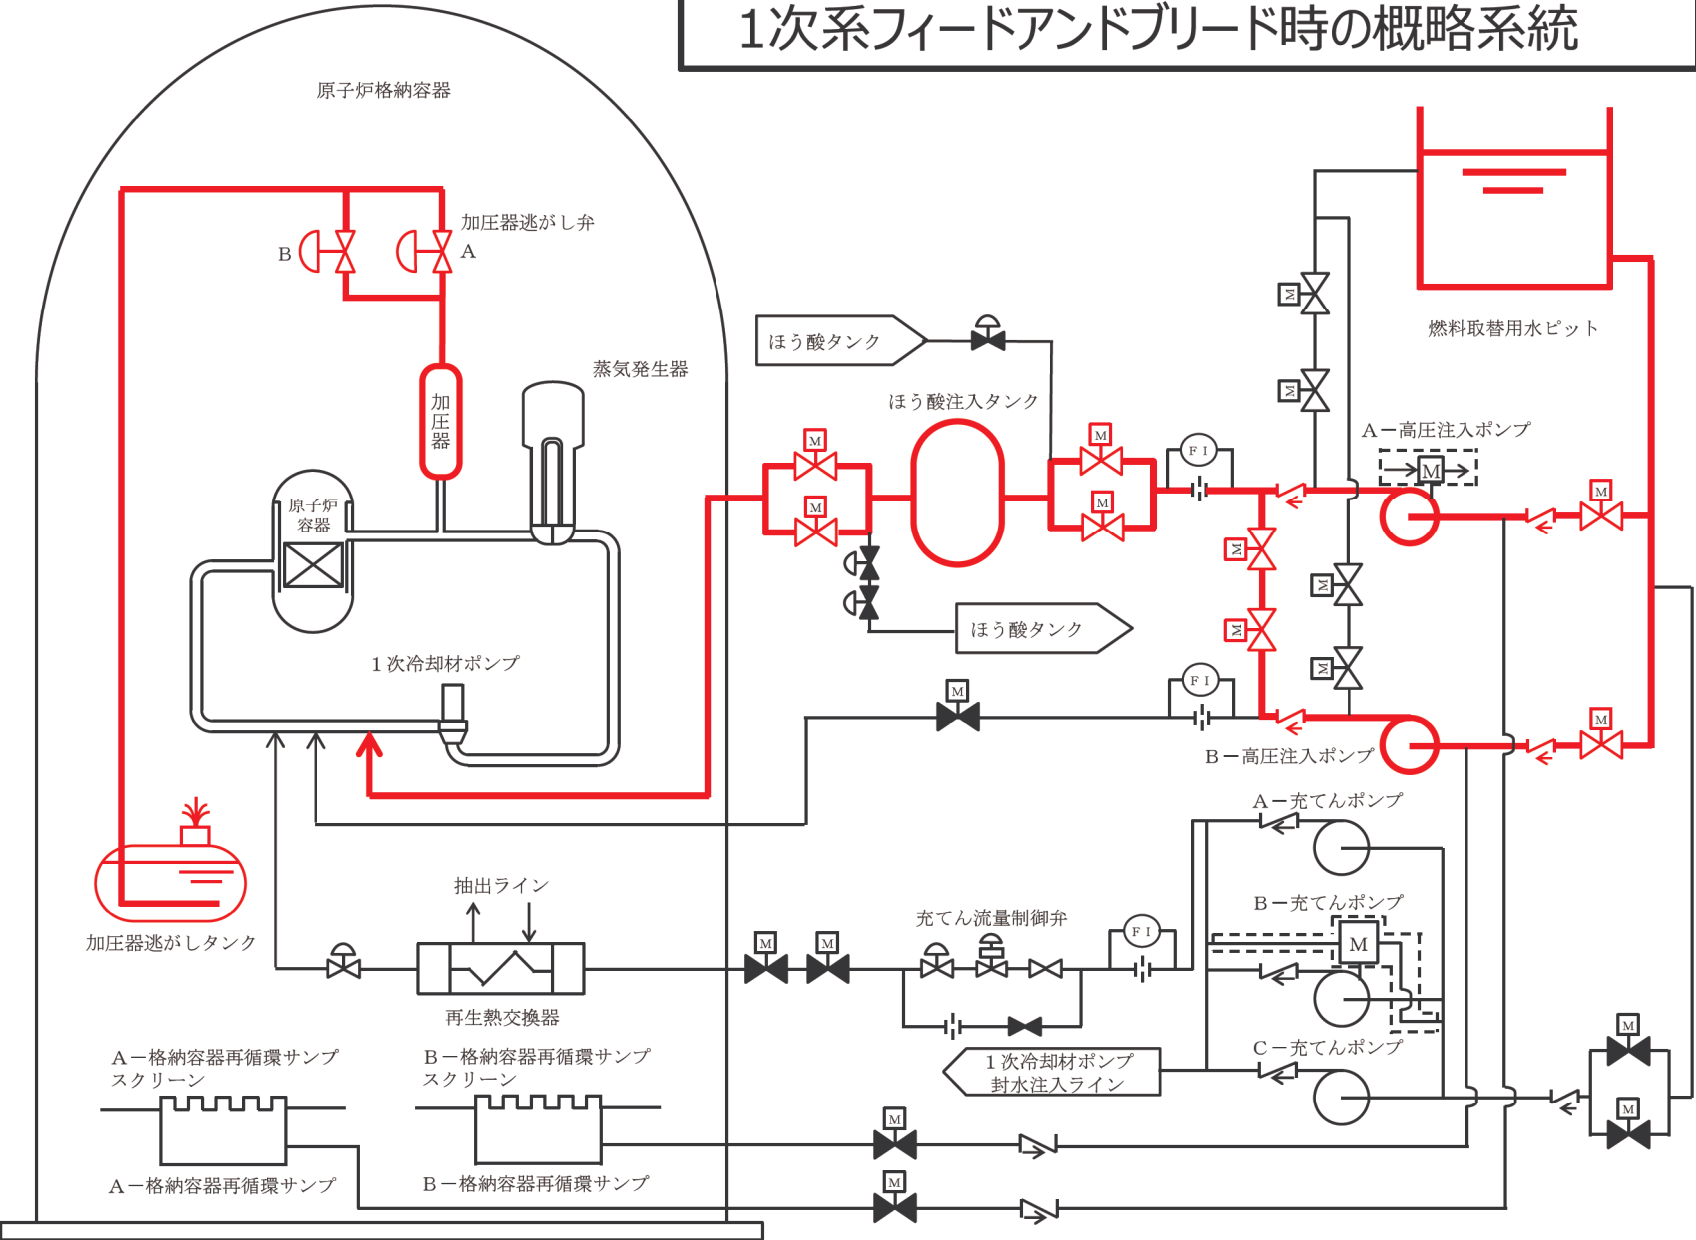 1次系フィードアンドブリード時の概略系統
原子炉格納容器
加圧器逃がし弁
B
A
燃料取替用水ピット
M
ほう酸タンク
蒸気発生器
M
ほう酸注入タンク
加圧器
A－高圧注入ポンプ
M
M
F I
M
M
M
M
原子炉
容器
M
M
M
ほう酸タンク
M
1次冷却材ポンプ
M
F I
M
M
B－高圧注入ポンプ
A－充てんポンプ
抽出ライン
B－充てんポンプ
充てん流量制御弁
加圧器逃がしタンク
M
M
F I
M
再生熱交換器
M
A－格納容器再循環サンプ
スクリーン
B－格納容器再循環サンプ
スクリーン
1次冷却材ポンプ
封水注入ライン
C－充てんポンプ
M
M
A－格納容器再循環サンプ
B－格納容器再循環サンプ
M